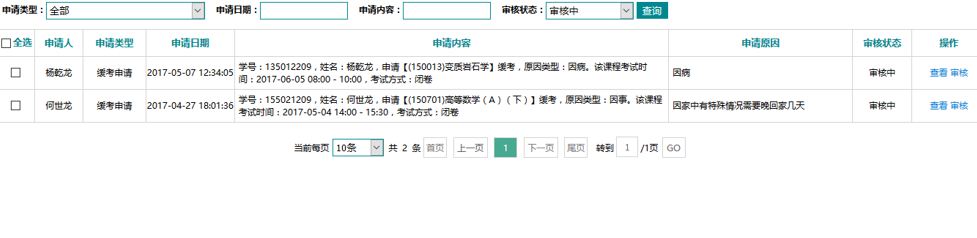 申请类型：全部 申请日期： 申请内容： 审核状态：审核中 查询
全选 申请人 申请类型 申请日期 申请内容 申请原因 审核状态 操作
杨乾龙 缓考申请 2017-05-07 12:34:05 学号：135012209，姓名：杨乾龙，申请【(150013)变质岩石学】缓考，原因类型：因病。该课程考试时
间：2017-06-05 08:00 - 10:00，考试方式：闭卷 因病 审核中 查看 审核
何世龙 缓考申请 2017-04-27 18:01:36 学号：155021209，姓名：何世龙，申请【(150701)高等数学（A）（下）】缓考，原因类型：因事。该课程
考试时间：2017-05-04 14:00 - 15:30，考试方式：闭卷 因家中有特殊情况需要晚回家几天 审核中 查看 审核
当前每页 10条 共 2 条 首页 上一页 1 下一页 尾页 转到 1 /1页 GO